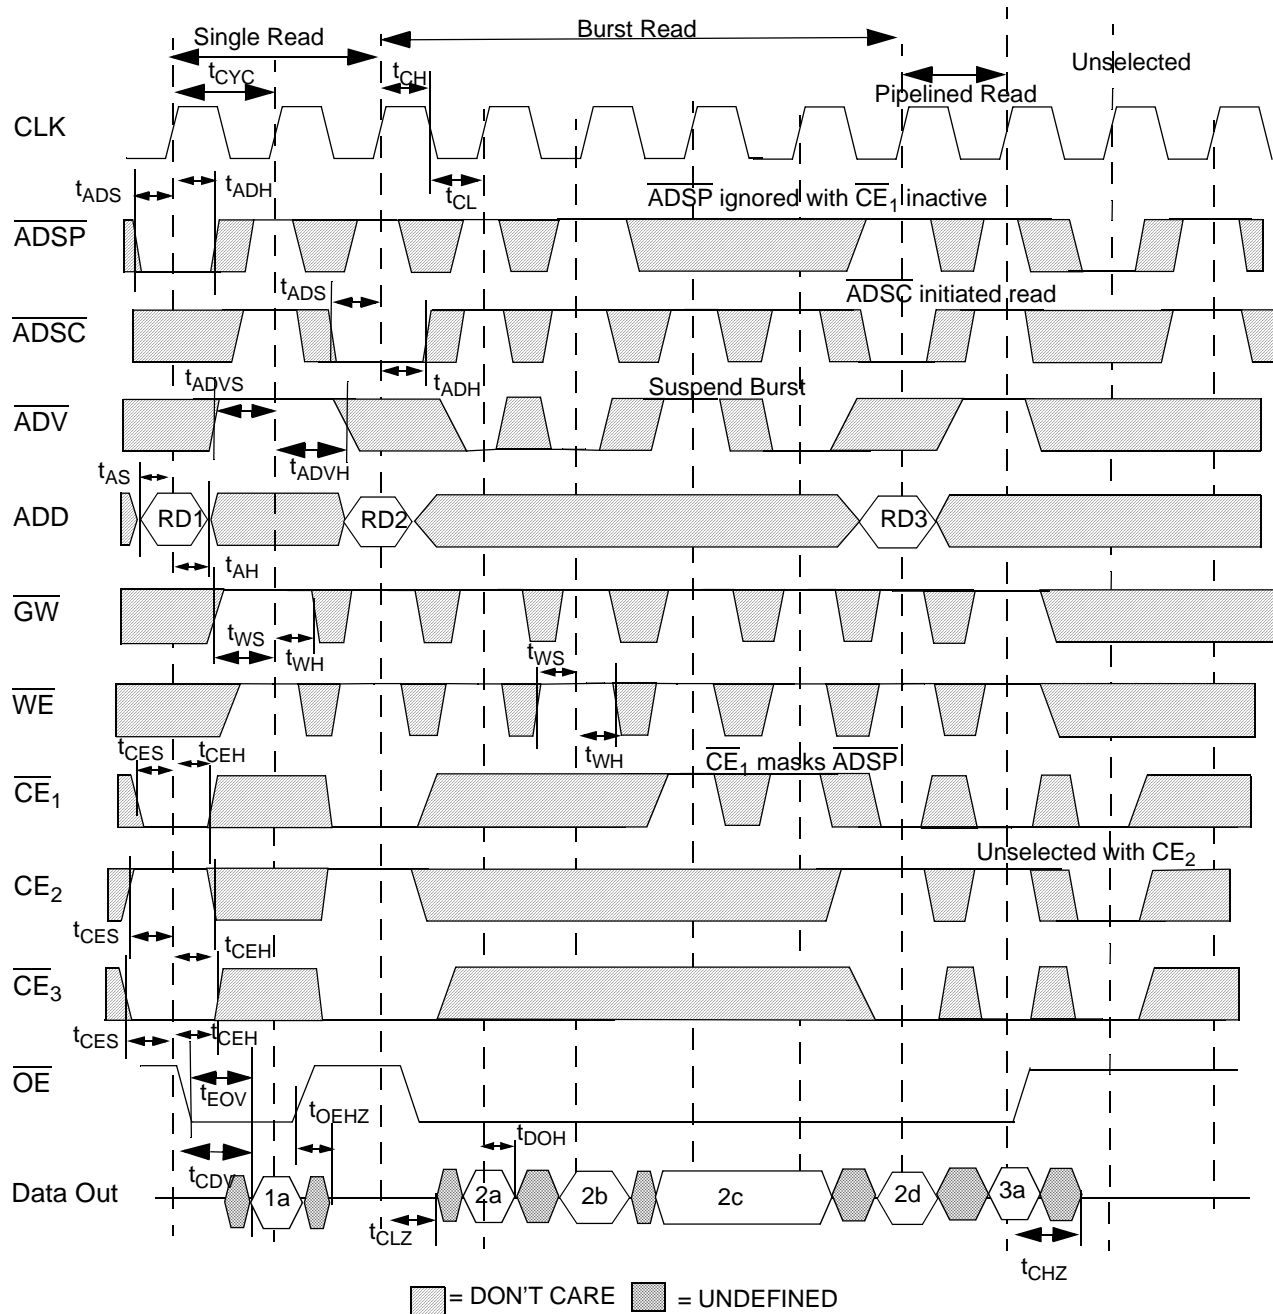 Single Read
Burst Read
Unselected
tCYC
tCH
Pipelined Read
CLK
tADS
tADH
tCL
ADSP ignored with CE1 inactive
ADSP
tADS
ADSC initiated read
ADSC
tADVS
tADH
Suspend Burst
ADV
tADVH
tAS
ADD
RD1
RD2
RD3
tAH
GW
tWS
tWH
tWS
WE
tWH
tCES
tCEH
CE1 masks ADSP
CE1
Unselected with CE2
CE2
tCES
tCEH
CE3
tCES
tCEH
OE
tEOV
tOEHZ
tDOH
tCDV
Data Out
1a
2a
2b
2c
2d
3a
tCLZ
tCHZ
= DON'T CARE
= UNDEFINED